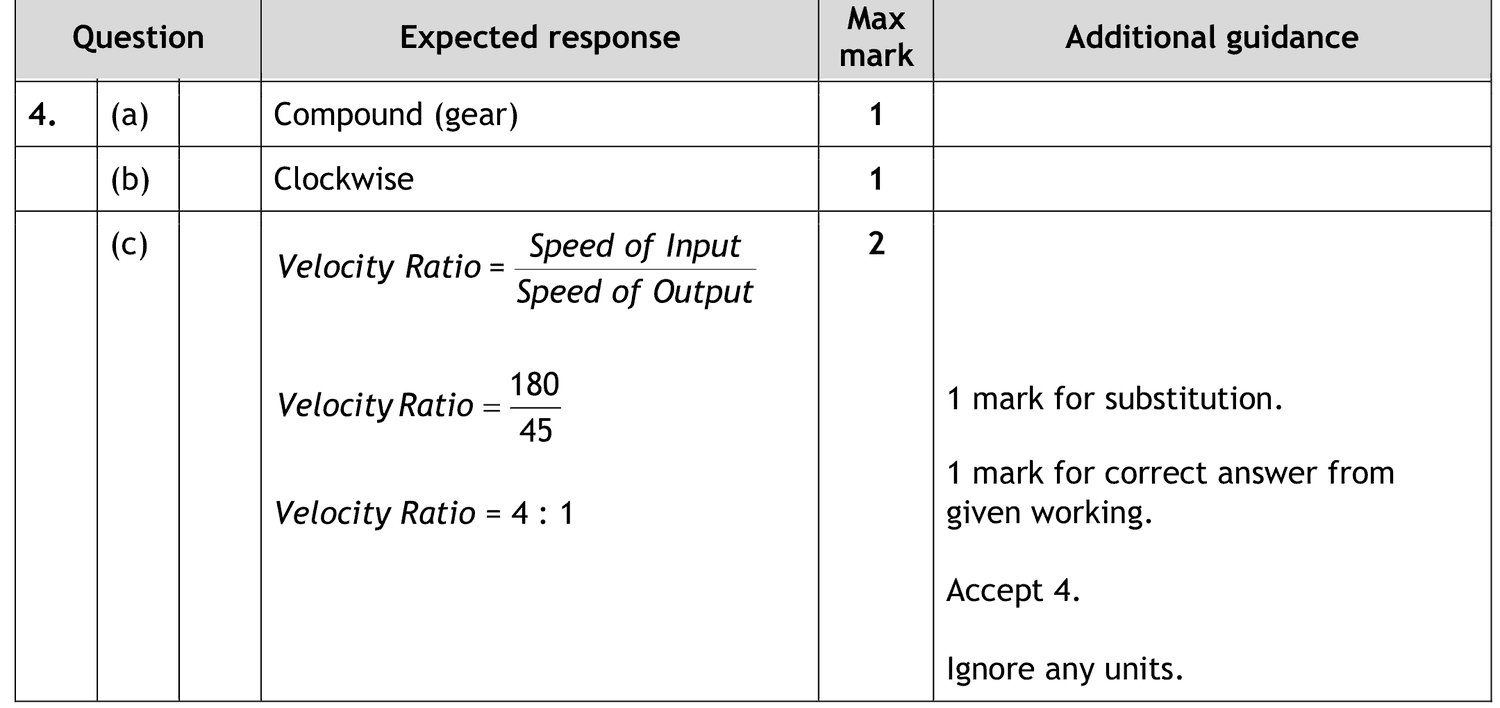 Question Expected response Max mark Additional guidance
4. (a) Compound (gear) 1
(b) Clockwise 1
(c) Velocity Ratio = Speed of Input / Speed of Output 2
Velocity Ratio = 180 / 45
1 mark for substitution.
1 mark for correct answer from
given working.
Velocity Ratio = 4 : 1
Accept 4.
Ignore any units.